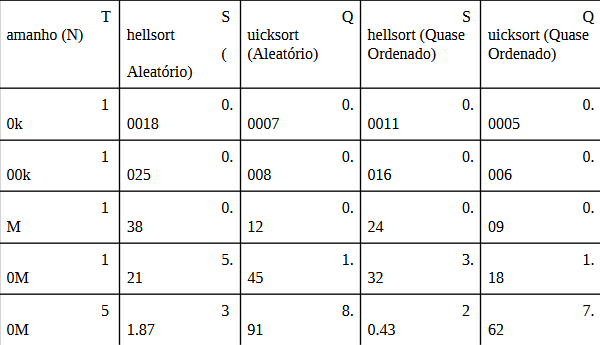 T
amanho (N)
S
hellsort
(
Aleatório)
Q
uicksort
(Aleatório)
S
hellsort (Quase
Ordenado)
Q
uicksort (Quase
Ordenado)
1
0k
0.
0018
0.
0007
0.
0011
0.
0005
1
00k
0.
025
0.
008
0.
016
0.
006
1
M
0.
38
0.
12
0.
24
0.
09
1
0M
5.
21
1.
45
3.
32
1.
18
5
0M
3
1.87
8.
91
2
0.43
7.
62